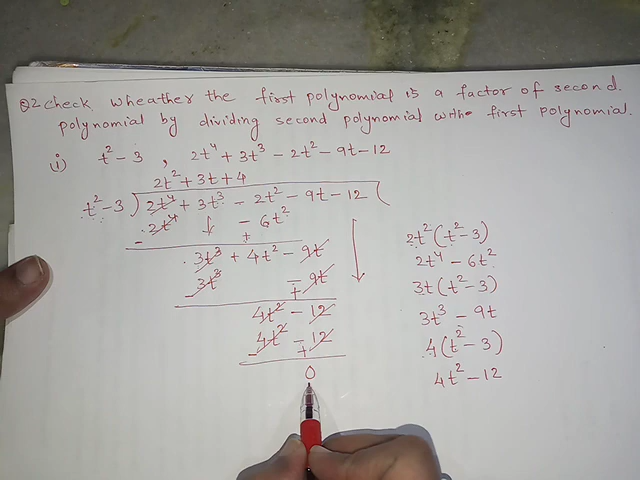 Q2 Check wheather the first polynomial is a factor of second
polynomial by dividing second polynomial withe first polynomial.
i) t² - 3 , 2t⁴ + 3t³ - 2t² - 9t - 12
2t² + 3t + 4
t² - 3 ) 2t⁴ + 3t³ - 2t² - 9t - 12 (
2t⁴ ↓ - 6t²
- +
3t³ + 4t² - 9t
3t³ - 9t
- +
4t² - 12
4t² - 12
- +
0
2t² (t² - 3)
2t⁴ - 6t²
3t (t² - 3)
3t³ - 9t
4 (t² - 3)
4t² - 12